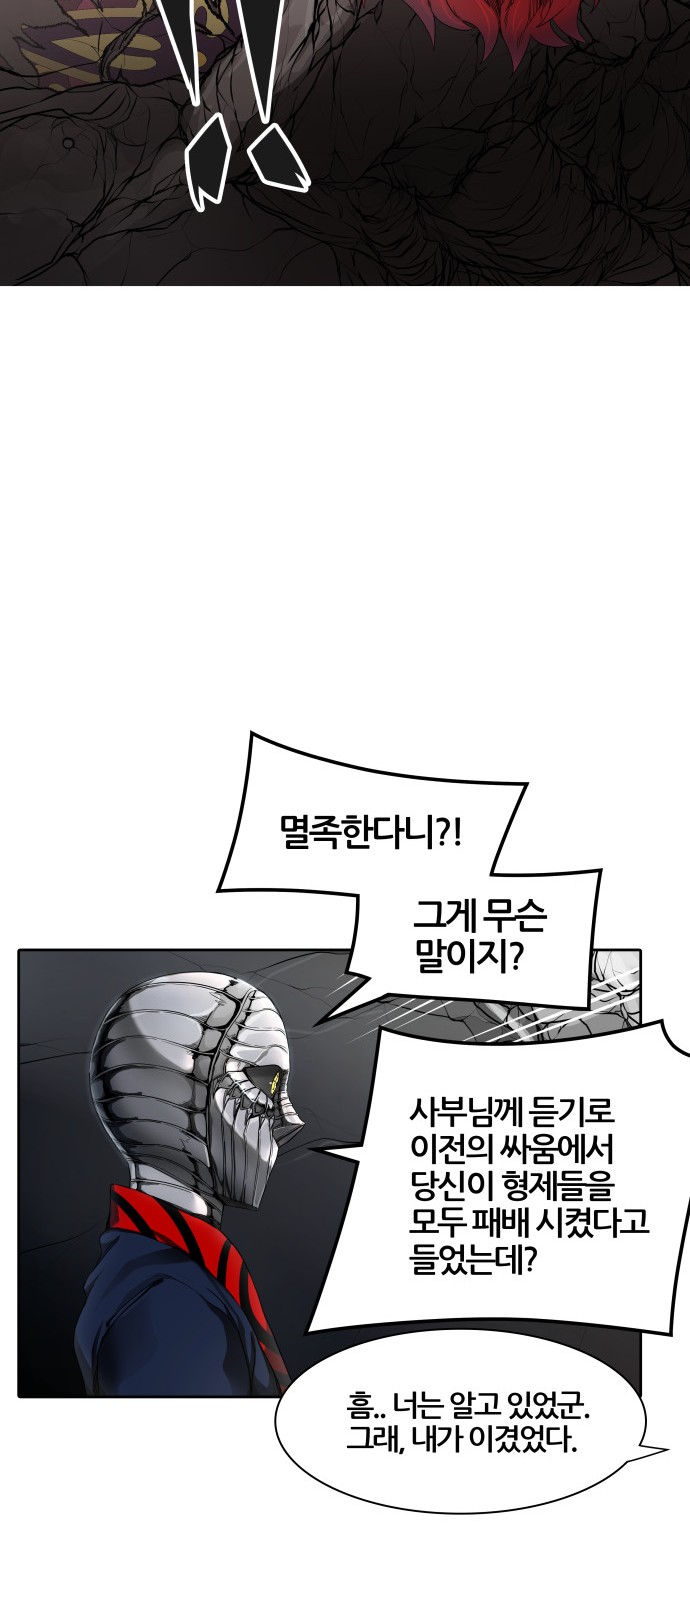 멸족한다니?!
그게 무슨
말이지?
사부님께 듣기로
이전의 싸움에서
당신이 형제들을
모두 패배 시켰다고
들었는데?
흠.. 너는 알고 있었군.
그래, 내가 이겼었다.